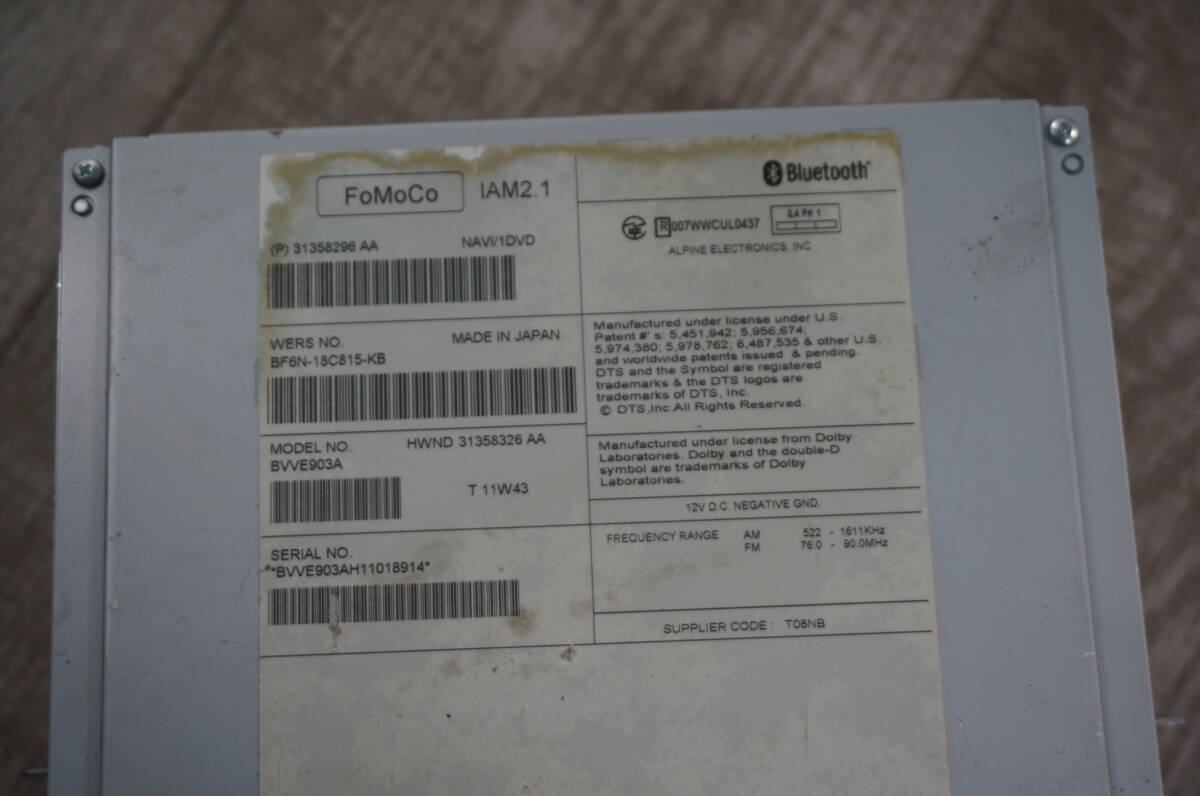 FoMoCo IAM2.1
(P) 31358296 AA NAVI/1DVD
WERS NO. MADE IN JAPAN
BF6N-18C815-KB
MODEL NO. HWND 31358326 AA
BVVE903A
T 11W43
SERIAL NO.
*BVVE903AH11018914*
Bluetooth
R 007WWCUL0437 2.4 FH 1
ALPINE ELECTRONICS, INC.
Manufactured under license under U.S.
Patent #' s: 5,451,942; 5,956,674;
5,974,380; 5,978,762; 6,487,535 & other U.S.
and worldwide patents issued & pending.
DTS and the Symbol are registered
trademarks & the DTS logos are
trademarks of DTS, Inc.
© DTS,Inc.All Rights Reserved.
Manufactured under license from Dolby
Laboratories. Dolby and the double-D
symbol are trademarks of Dolby
Laboratories.
12V D.C. NEGATIVE GND.
FREQUENCY RANGE AM 522 - 1611KHz
FM 76.0 - 90.0MHz
SUPPLIER CODE : T08NB